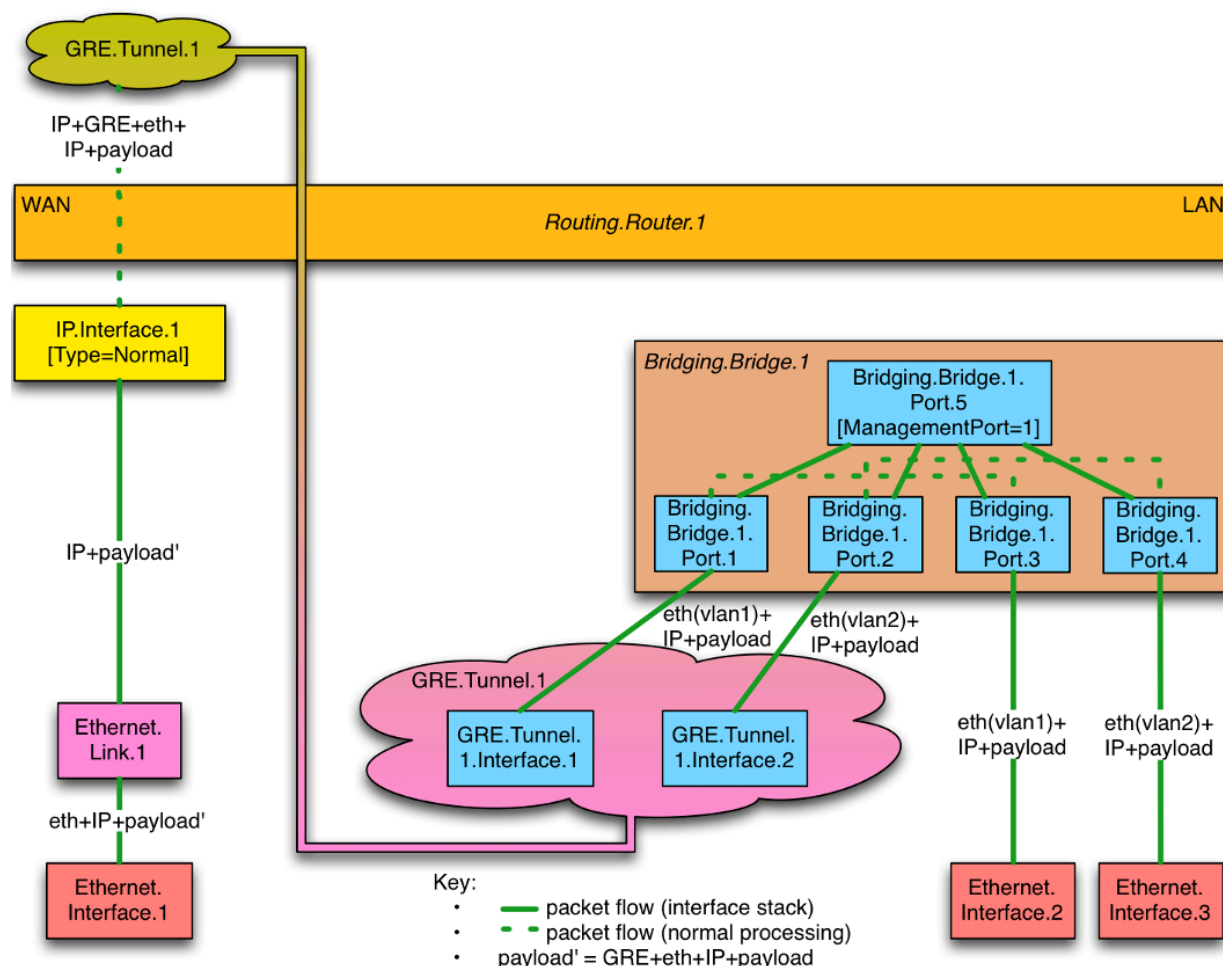 GRE.Tunnel.1
IP+GRE+eth+
IP+payload
WAN
Routing.Router.1
LAN
IP.Interface.1
[Type=Normal]
Bridging.Bridge.1
Bridging.Bridge.1.
Port.5
[ManagementPort=1]
Bridging.
Bridge.1.
Port.1
Bridging.
Bridge.1.
Port.2
Bridging.
Bridge.1.
Port.3
Bridging.
Bridge.1.
Port.4
IP+payload'
eth(vlan1)+
IP+payload
eth(vlan2)+
IP+payload
GRE.Tunnel.1
GRE.Tunnel.
1.Interface.1
GRE.Tunnel.
1.Interface.2
eth(vlan1)+
IP+payload
eth(vlan2)+
IP+payload
Ethernet.
Link.1
eth+IP+payload'
Ethernet.
Interface.1
Ethernet.
Interface.2
Ethernet.
Interface.3
Key:
• packet flow (interface stack)
• packet flow (normal processing)
• payload' = GRE+eth+IP+payload